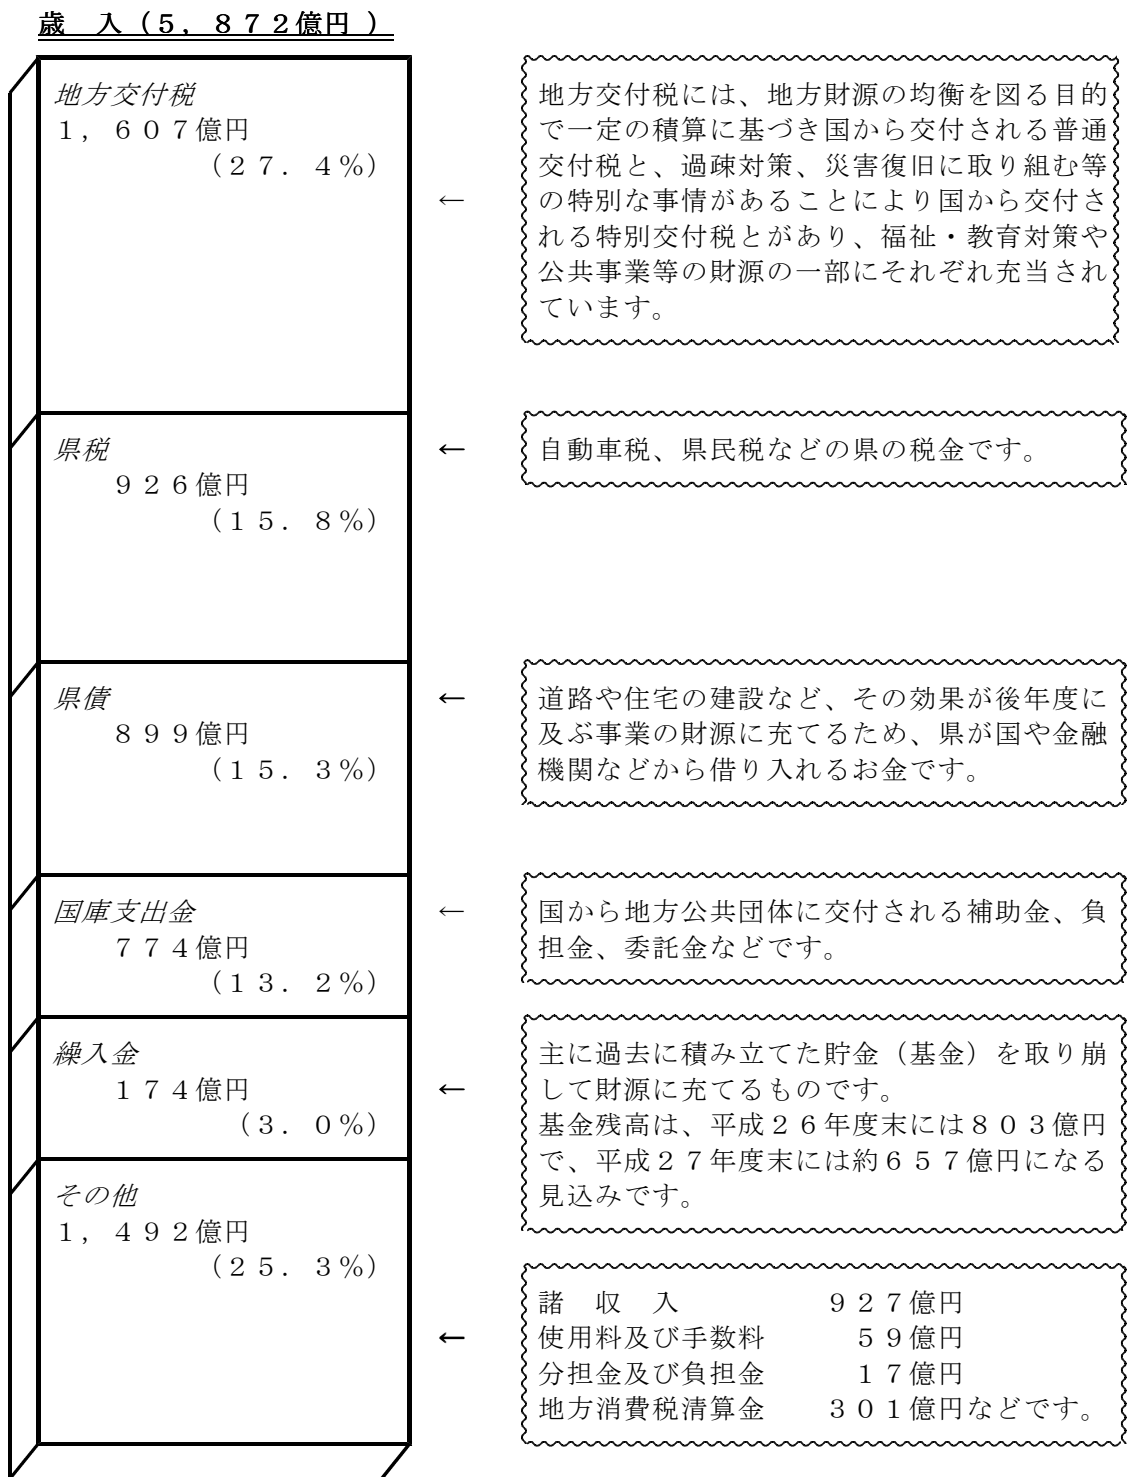 歳　入（５，８７２億円 ）
地方交付税
１，６０７億円
（２７．４％）
←
地方交付税には、地方財源の均衡を図る目的
で一定の積算に基づき国から交付される普通
交付税と、過疎対策、災害復旧に取り組む等
の特別な事情があることにより国から交付さ
れる特別交付税とがあり、福祉・教育対策や
公共事業等の財源の一部にそれぞれ充当され
ています。
県税
９２６億円
（１５．８％）
←
自動車税、県民税などの県の税金です。
県債
８９９億円
（１５．３％）
←
道路や住宅の建設など、その効果が後年度に
及ぶ事業の財源に充てるため、県が国や金融
機関などから借り入れるお金です。
国庫支出金
７７４億円
（１３．２％）
←
国から地方公共団体に交付される補助金、負
担金、委託金などです。
繰入金
１７４億円
（３．０％）
←
主に過去に積み立てた貯金（基金）を取り崩
して財源に充てるものです。
基金残高は、平成２６年度末には８０３億円
で、平成２７年度末には約６５７億円になる
見込みです。
その他
１，４９２億円
（２５．３％）
←
諸　収　入　　　　　９２７億円
使用料及び手数料　　　５９億円
分担金及び負担金　　　１７億円
地方消費税清算金　　３０１億円などです。